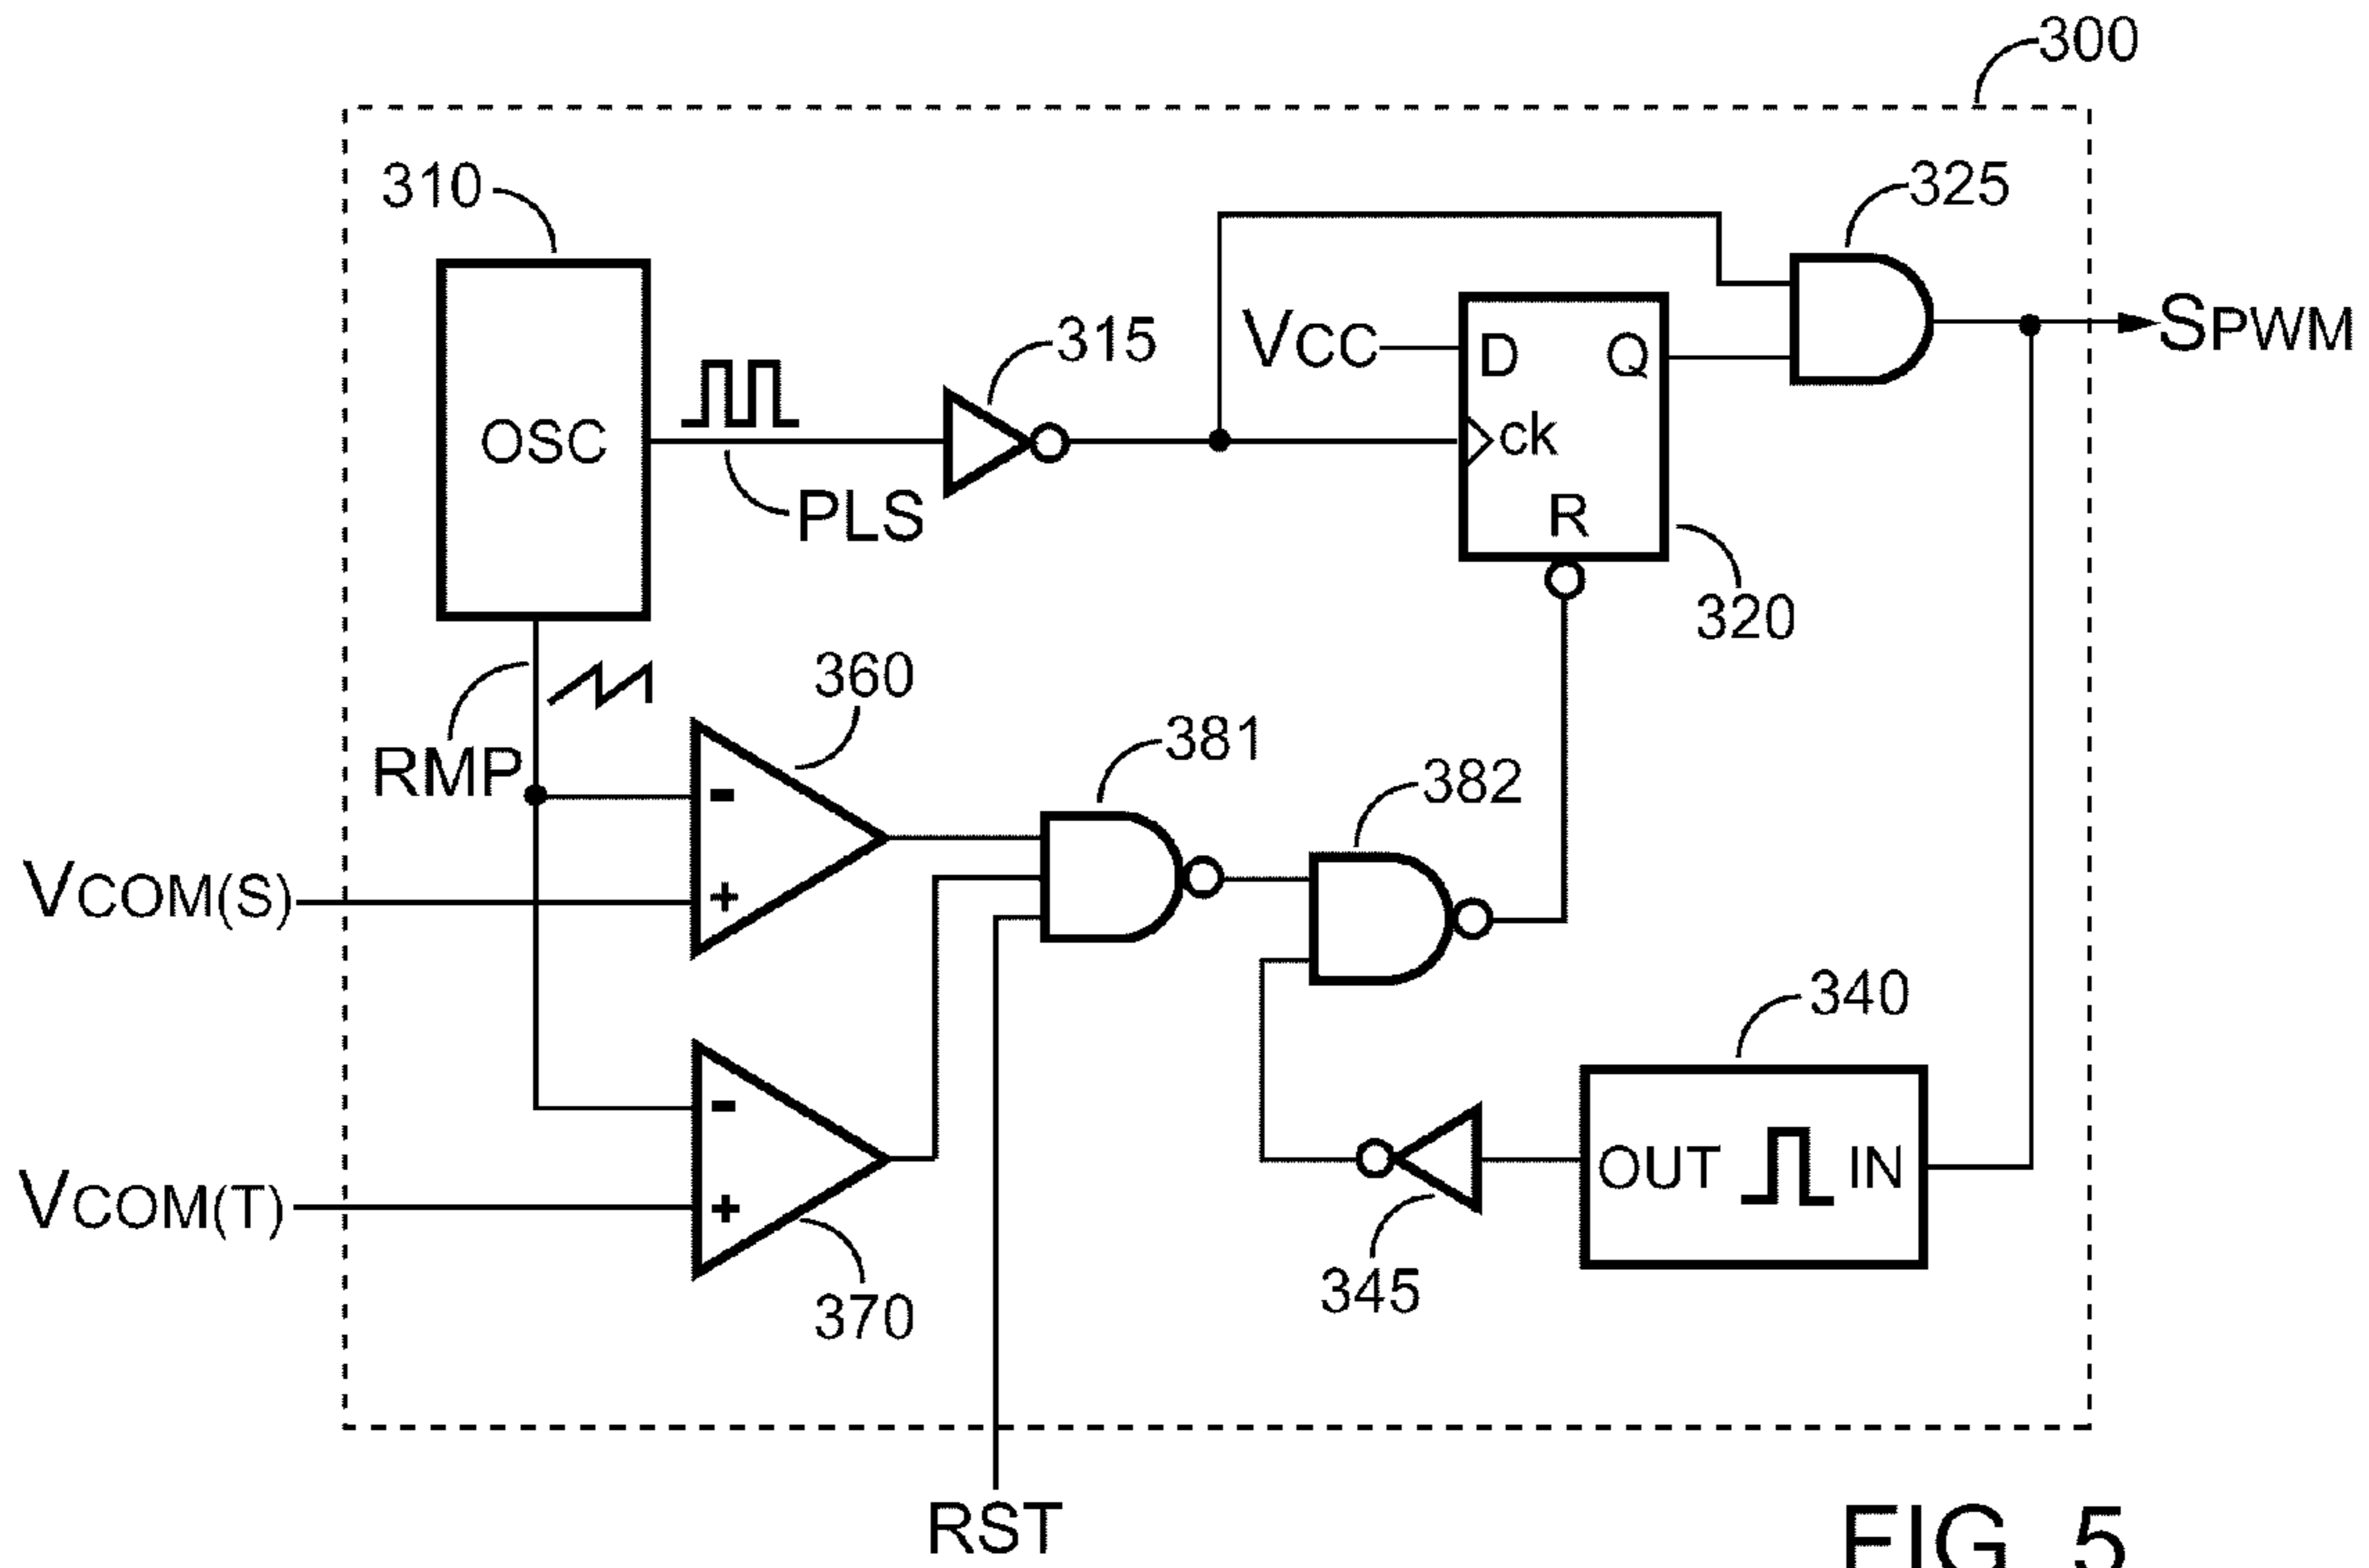 300
310
325
315
VCC
D
Q
SPWM
OSC
ck
PLS
R
320
360
RMP
-
381
382
VCOM(S)
+
340
-
OUT
IN
VCOM(T)
+
345
370
RST
FIG. 5